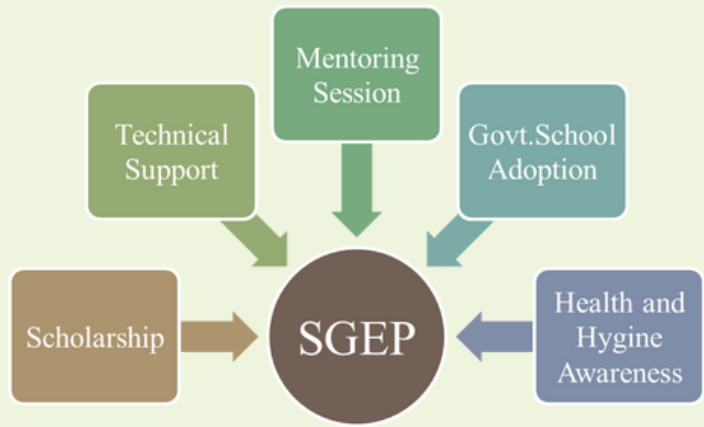 Mentoring
Session
Technical
Support
Govt.School
Adoption
Scholarship
SGEP
Health and
Hygine
Awareness